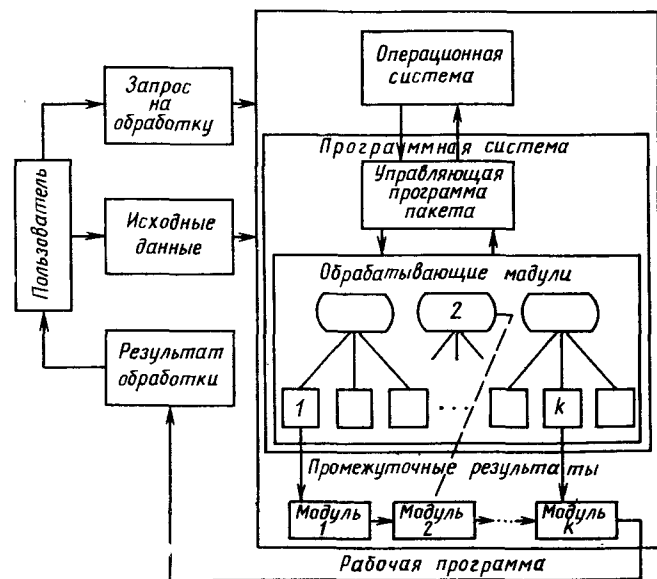 Операционная
система
Запрос
на
обработку
Программная система
Управляющая
программа
пакета
Пользователь
Исходные
данные
Обрабатывающие модули
2
Результат
обработки
1
...
k
Промежуточные результаты
Модуль
1
Модуль
2
Модуль
k
Рабочая программа